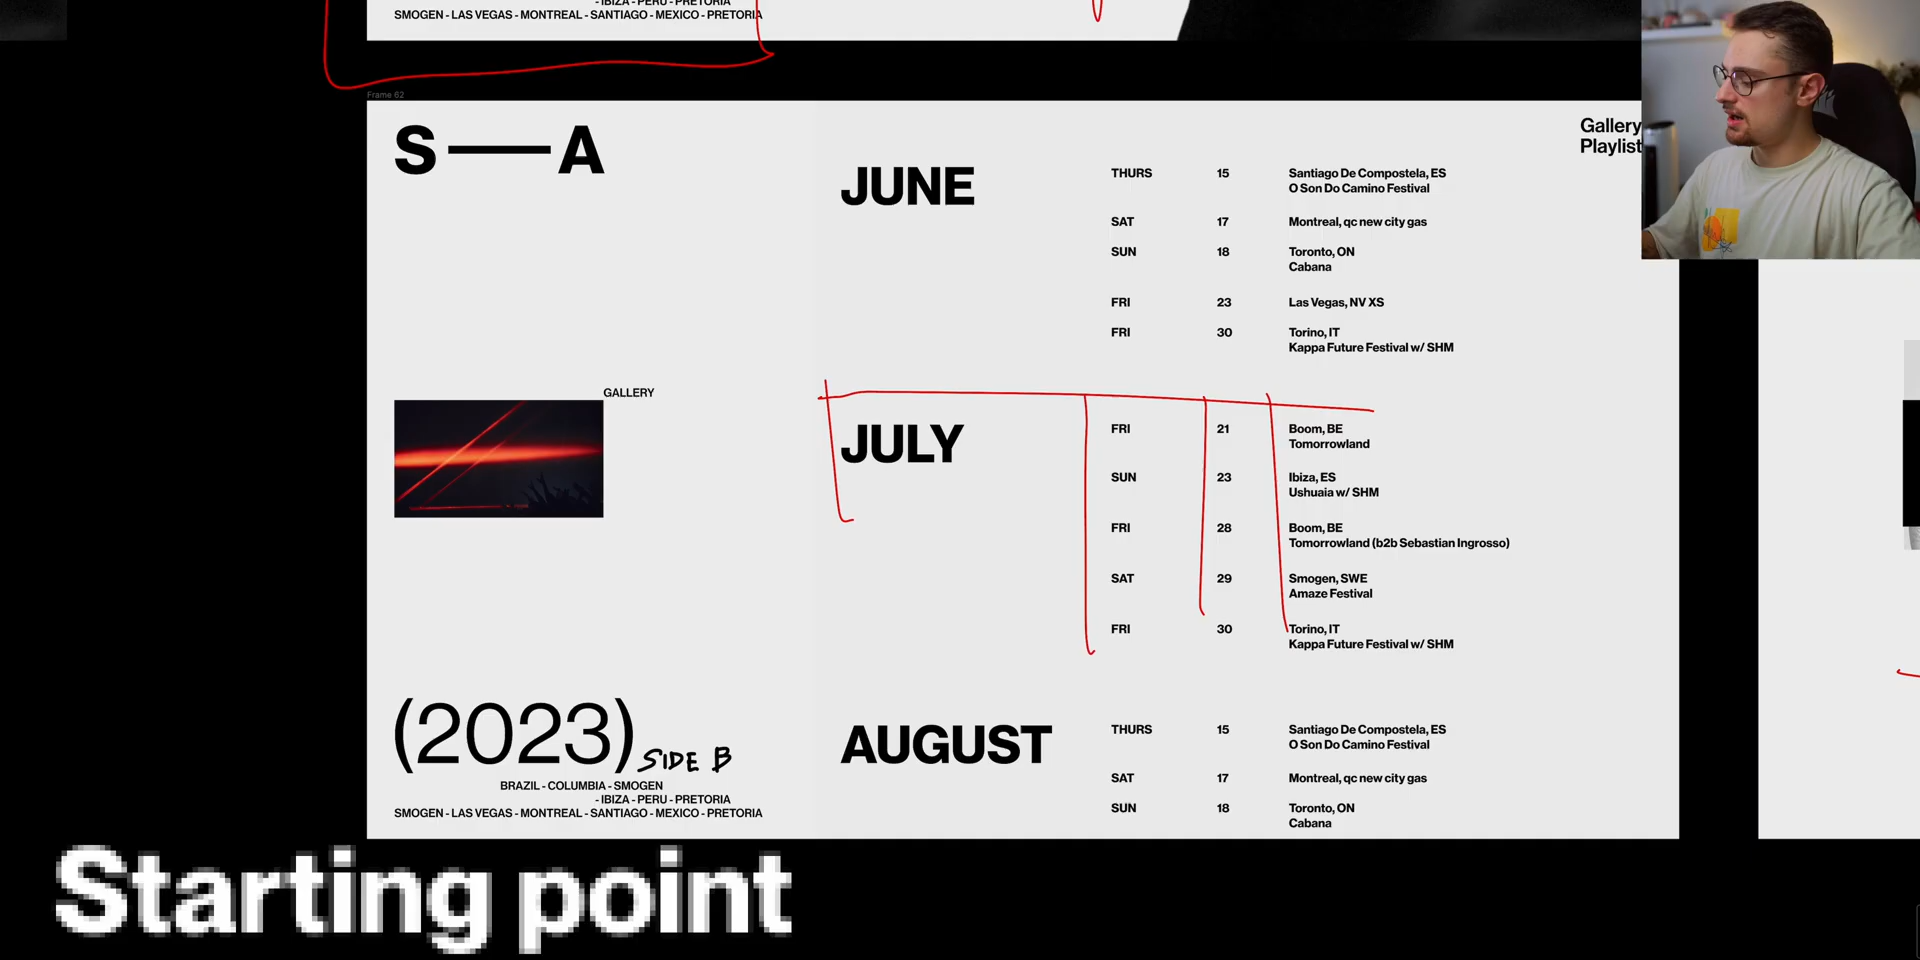 - IBIZA - PERU - PRETORIA
SMOGEN - LAS VEGAS - MONTREAL - SANTIAGO - MEXICO - PRETORIA
Frame 62
S — A
Gallery
Playlist
JUNE
THURS 15 Santiago De Compostela, ES
O Son Do Camino Festival
SAT 17 Montreal, qc new city gas
SUN 18 Toronto, ON
Cabana
FRI 23 Las Vegas, NV XS
FRI 30 Torino, IT
Kappa Future Festival w/ SHM
GALLERY
JULY
FRI 21 Boom, BE
Tomorrowland
SUN 23 Ibiza, ES
Ushuaia w/ SHM
FRI 28 Boom, BE
Tomorrowland (b2b Sebastian Ingrosso)
SAT 29 Smogen, SWE
Amaze Festival
FRI 30 Torino, IT
Kappa Future Festival w/ SHM
(2023) SIDE B
BRAZIL - COLUMBIA - SMOGEN
- IBIZA - PERU - PRETORIA
SMOGEN - LAS VEGAS - MONTREAL - SANTIAGO - MEXICO - PRETORIA
AUGUST
THURS 15 Santiago De Compostela, ES
O Son Do Camino Festival
SAT 17 Montreal, qc new city gas
SUN 18 Toronto, ON
Cabana
Starting point